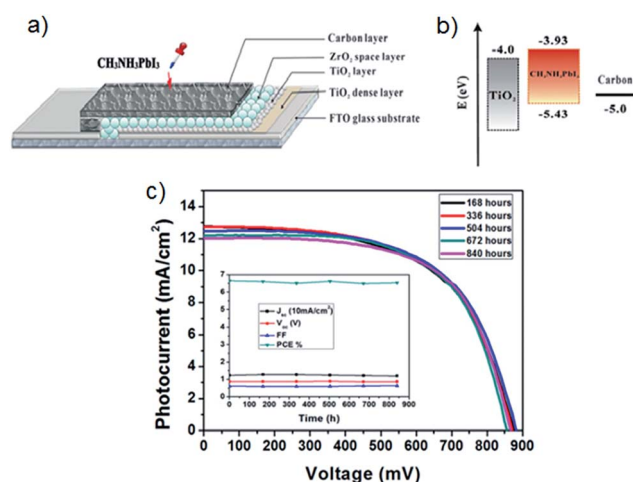 a)
CH3NH3PbI3
Carbon layer
ZrO2 space layer
TiO2 layer
TiO2 dense layer
FTO glass substrate
b)
E (eV)
-4.0
TiO2
-3.93
CH3NH3PbI3
-5.43
Carbon
-5.0
c)
Photocurrent (mA/cm2)
14
12
10
8
6
4
2
0
168 hours
336 hours
504 hours
672 hours
840 hours
7
6
5
4
3
2
1
0
Jsc (10mA/cm2)
Voc (V)
FF
PCE %
0 100 200 300 400 500 600 700 800 900
Time (h)
0 100 200 300 400 500 600 700 800 900
Voltage (mV)